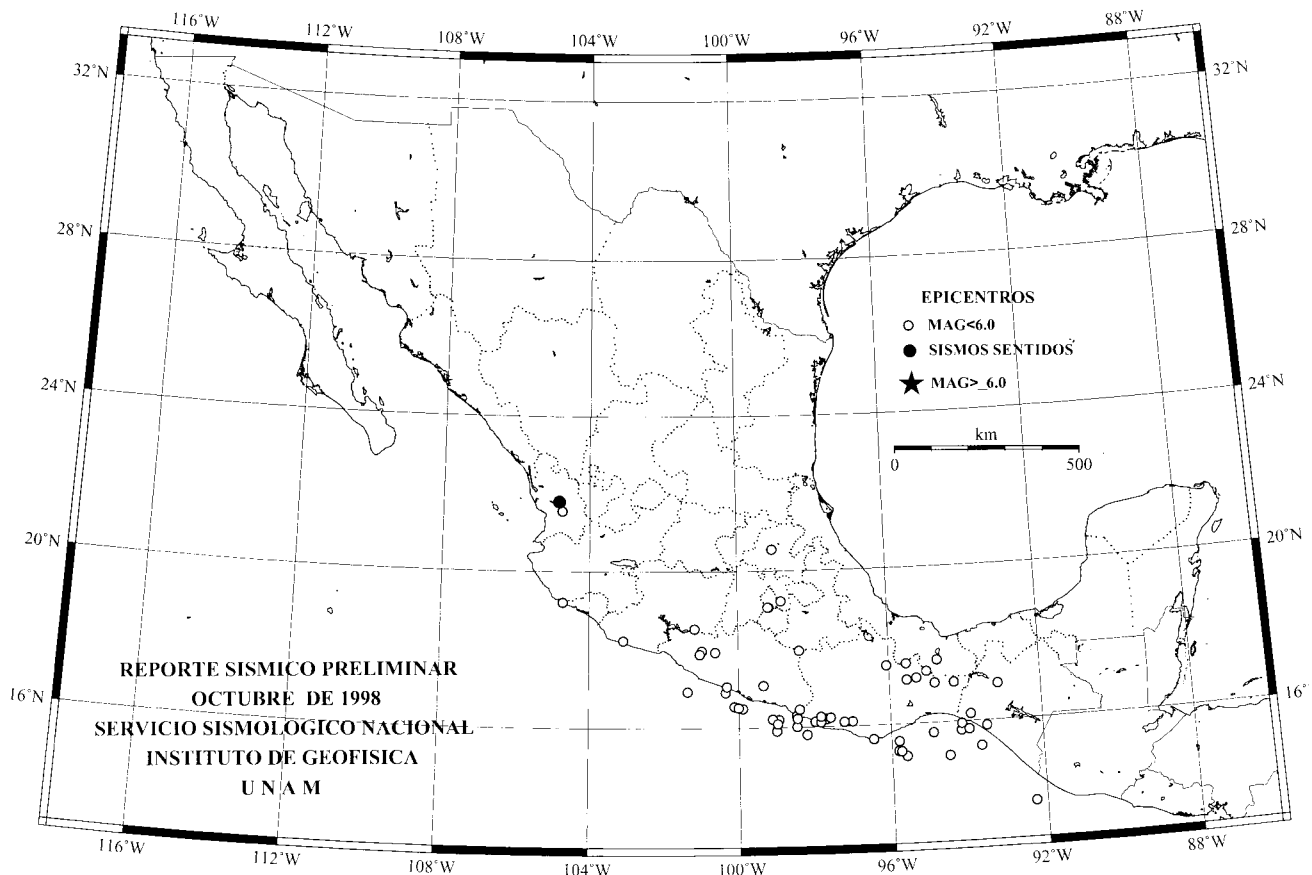 116°W
112°W
108°W
104°W
100°W
96°W
92°W
88°W
32°N
32°N
28°N
28°N
EPICENTROS
MAG<6.0
SISMOS SENTIDOS
MAG>_6.0
24°N
24°N
km
0 500
20°N
20°N
REPORTE SISMICO PRELIMINAR
OCTUBRE DE 1998
SERVICIO SISMOLOGICO NACIONAL
INSTITUTO DE GEOFISICA
U N A M
16°N
16°N
116°W
112°W
108°W
104°W
100°W
96°W
92°W
88°W